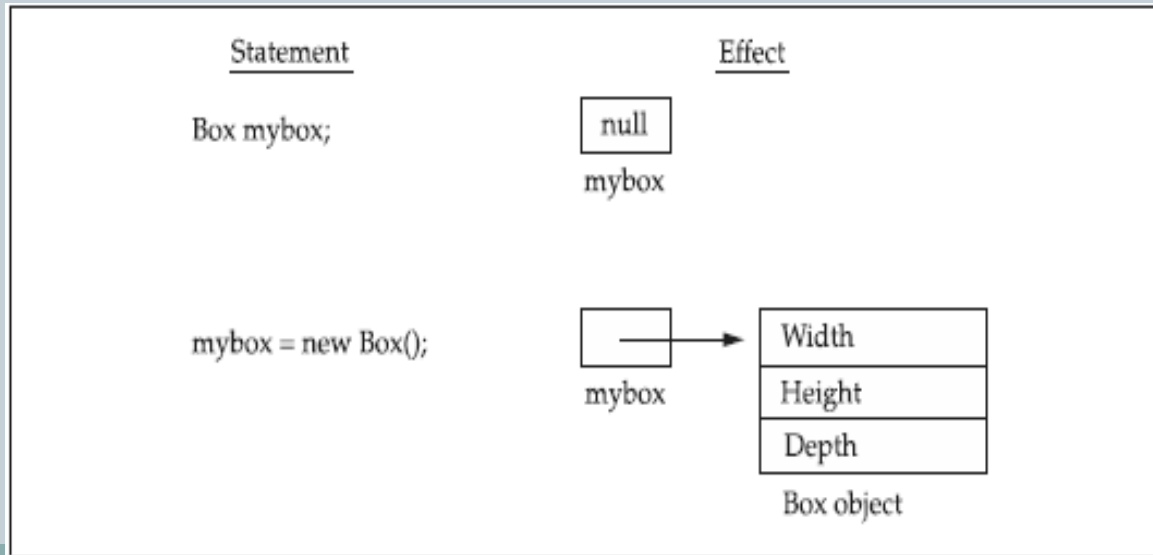 Statement Effect
Box mybox; null
mybox
mybox = new Box(); Width
mybox Height
Depth
Box object